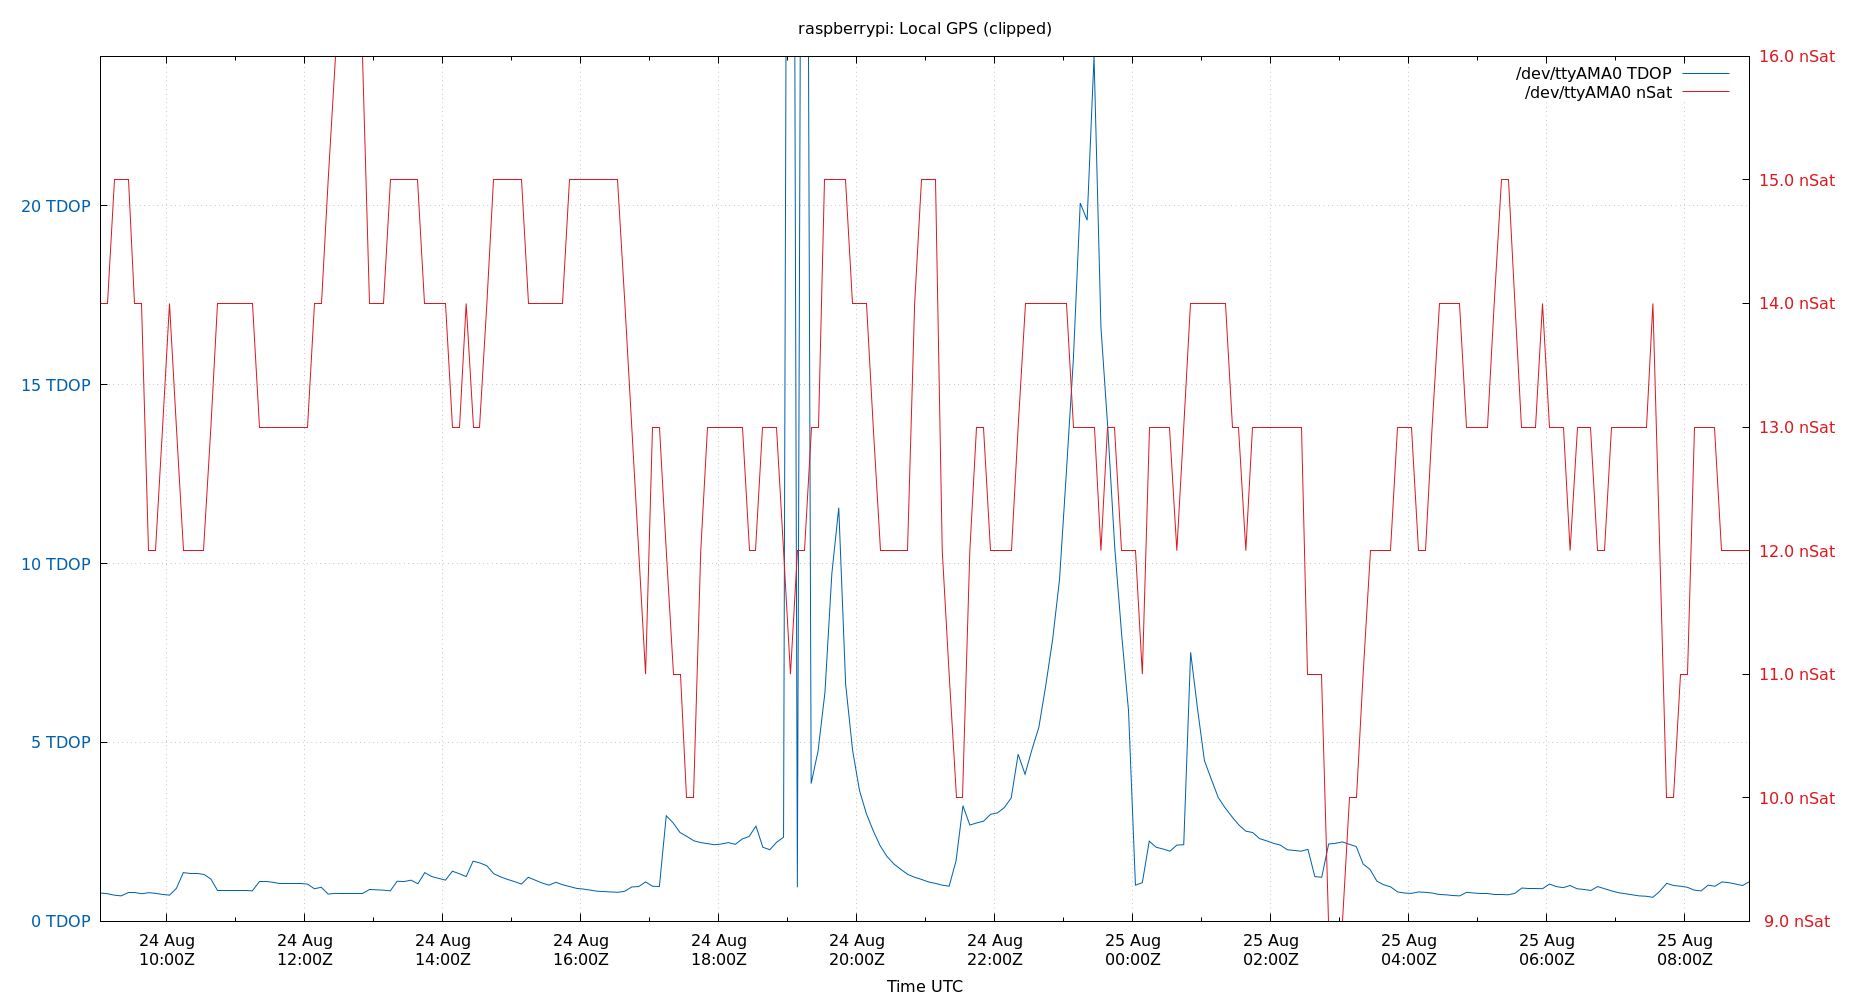 raspberrypi: Local GPS (clipped)
16.0 nSat
/dev/ttyAMA0 TDOP
/dev/ttyAMA0 nSat
15.0 nSat
20 TDOP
14.0 nSat
15 TDOP
13.0 nSat
12.0 nSat
10 TDOP
11.0 nSat
5 TDOP
10.0 nSat
0 TDOP
9.0 nSat
24 Aug
10:00Z
24 Aug
12:00Z
24 Aug
14:00Z
24 Aug
16:00Z
24 Aug
18:00Z
24 Aug
20:00Z
24 Aug
22:00Z
25 Aug
00:00Z
25 Aug
02:00Z
25 Aug
04:00Z
25 Aug
06:00Z
25 Aug
08:00Z
Time UTC